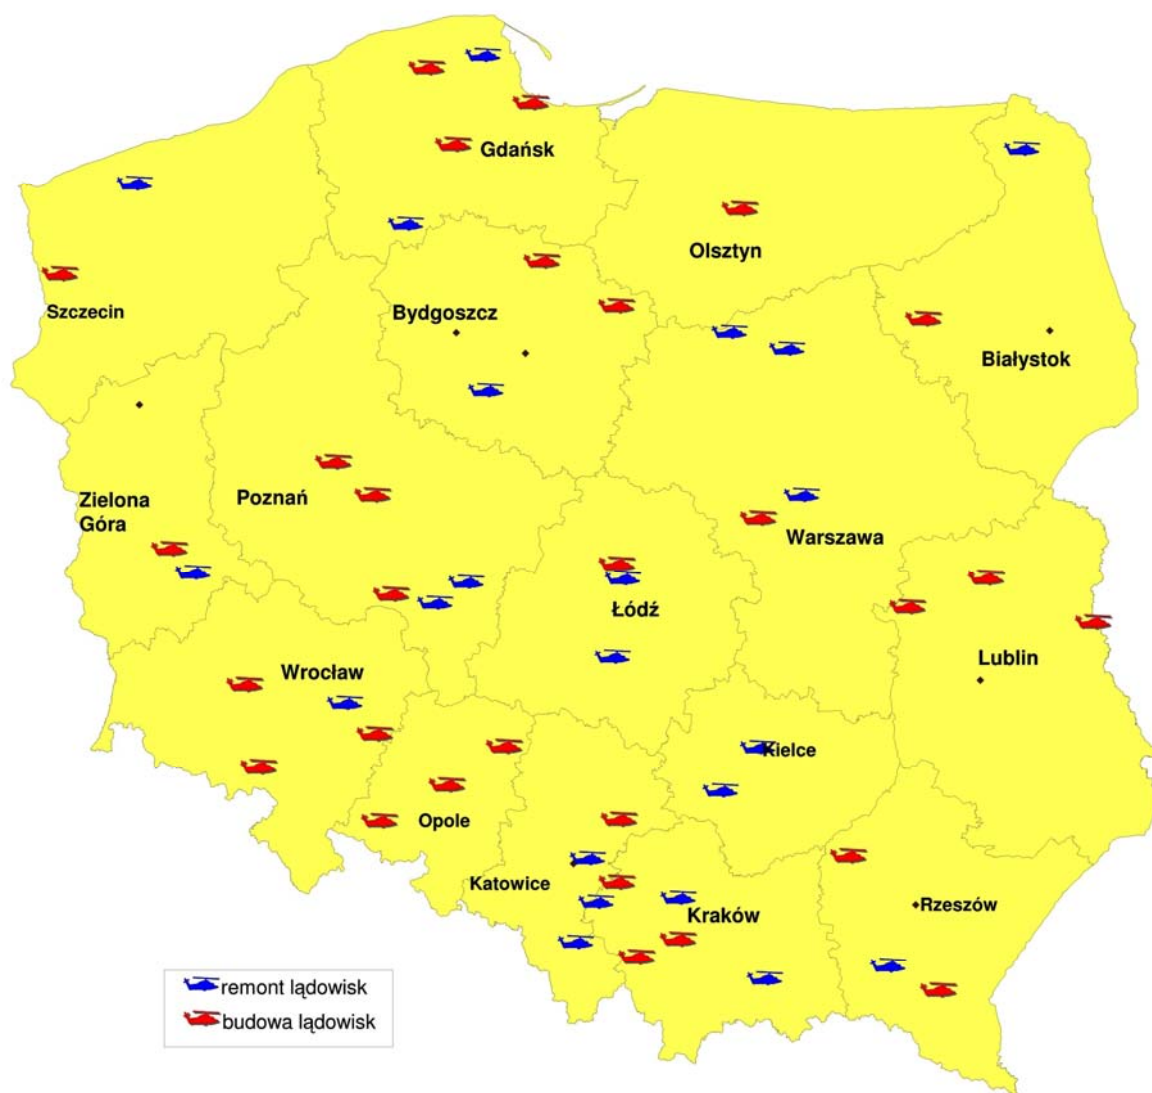 Gdańsk
Olsztyn
Szczecin
Bydgoszcz
Białystok
Zielona
Góra
Poznań
Warszawa
Łódź
Wrocław
Lublin
Kielce
Opole
Katowice
Kraków
Rzeszów
remont lądowisk
budowa lądowisk